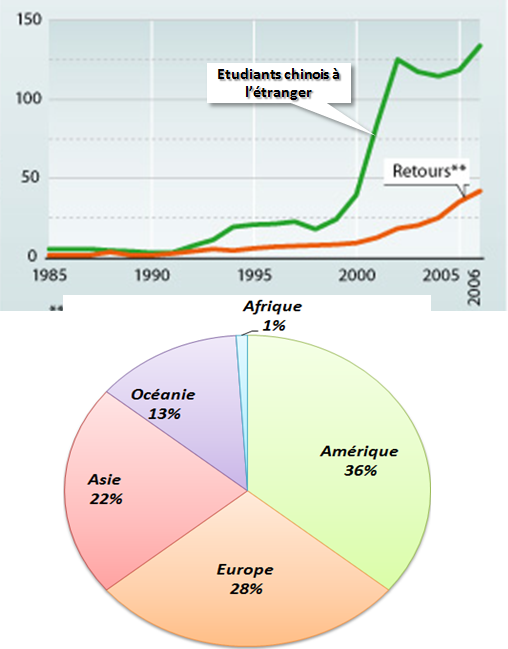 150
Etudiants chinois à
l'étranger
100
Retours**
50
0
1985
1990
1995
2000
2005
2006
**
Afrique
1%
Océanie
13%
Amérique
36%
Asie
22%
Europe
28%